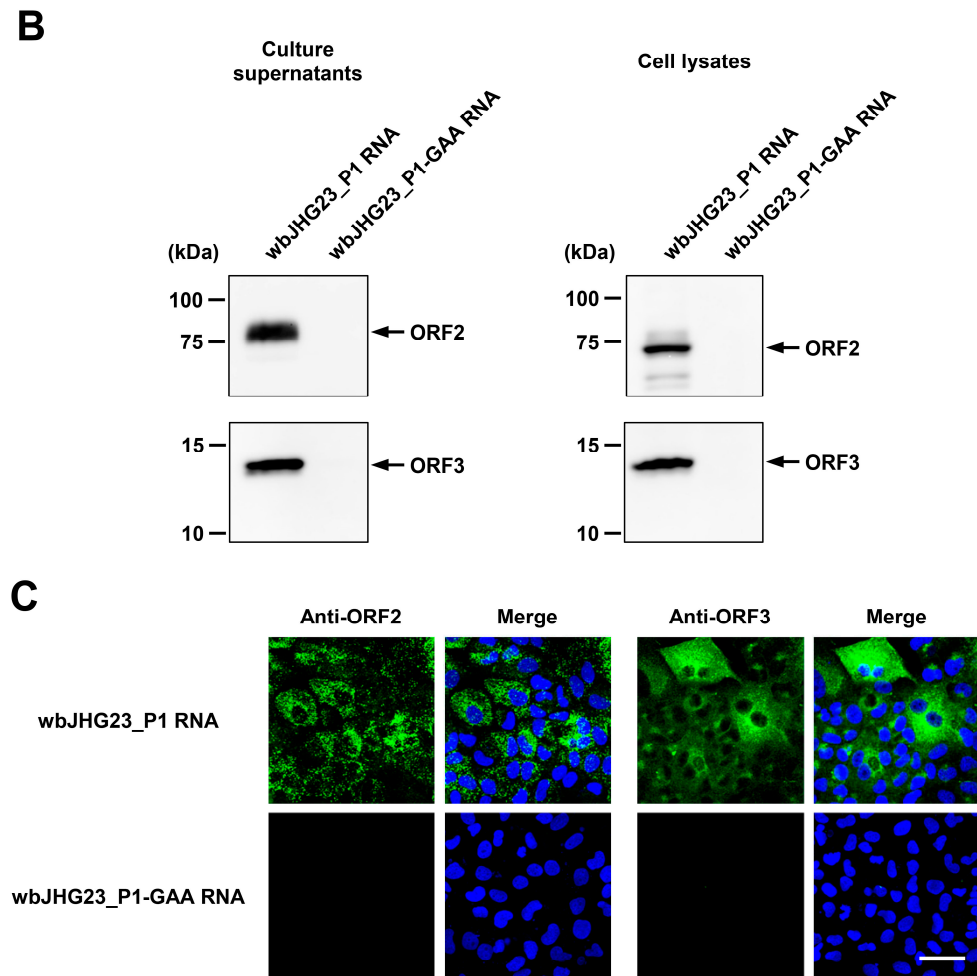 B
Culture
supernatants
Cell lysates
wbJHG23_P1 RNA
wbJHG23_P1-GAA RNA
wbJHG23_P1 RNA
wbJHG23_P1-GAA RNA
(kDa)
(kDa)
100
75
ORF2
100
75
ORF2
15
10
ORF3
15
10
ORF3
C
Anti-ORF2
Merge
Anti-ORF3
Merge
wbJHG23_P1 RNA
wbJHG23_P1-GAA RNA